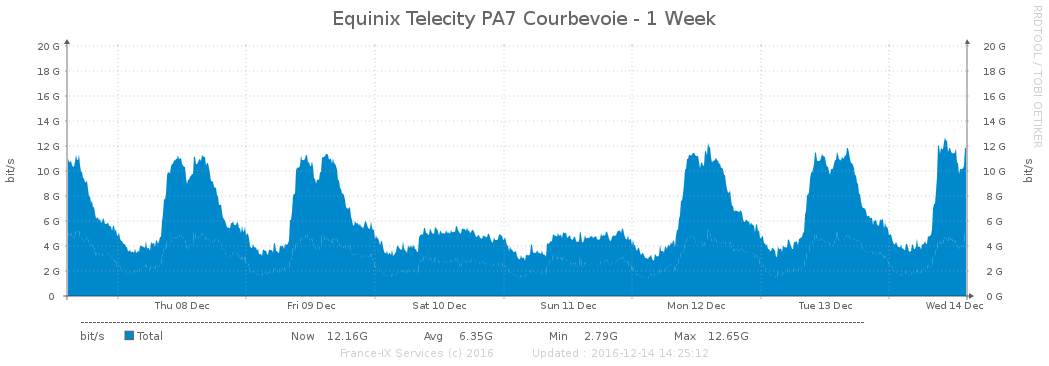 Equinix Telecity PA7 Courbevoie - 1 Week
RRDTOOL / TOBI OETIKER
20 G 20 G
18 G 18 G
16 G 16 G
14 G 14 G
12 G 12 G
10 G 10 G
8 G 8 G
6 G 6 G
4 G 4 G
2 G 2 G
0 0 G
bit/s bit/s
Thu 08 Dec Fri 09 Dec Sat 10 Dec Sun 11 Dec Mon 12 Dec Tue 13 Dec Wed 14 Dec
bit/s Total Now 12.16G Avg 6.35G Min 2.79G Max 12.65G
France-IX Services (c) 2016 Updated : 2016-12-14 14:25:12